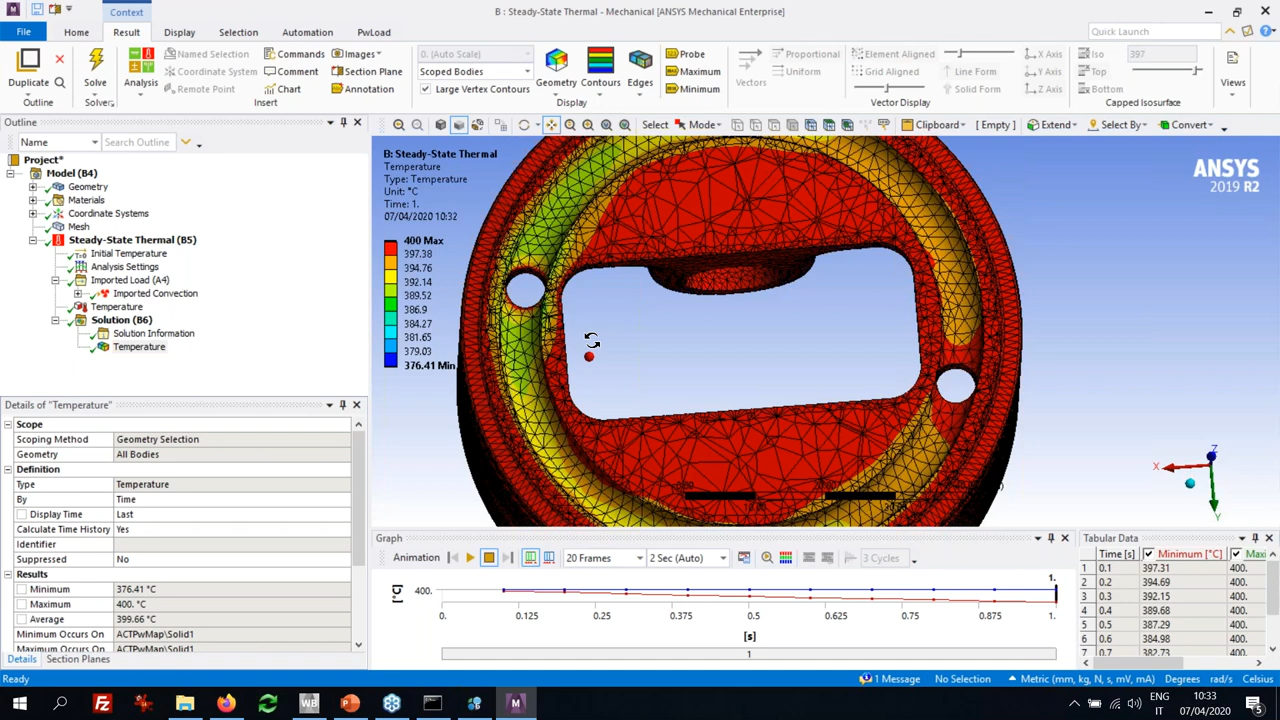 Context
B : Steady-State Thermal - Mechanical [ANSYS Mechanical Enterprise]
File Home Result Display Selection Automation PwLoad Quick Launch
Duplicate
Outline
Solve
Solver
Analysis
Named Selection Commands Images
Coordinate System Comment Section Plane
Remote Point Chart Annotation
Insert
0. (Auto Scale)
Scoped Bodies
Large Vertex Contours
Geometry Contours Edges
Display
Probe
Maximum
Minimum
Vectors
Proportional
Uniform
Element Aligned
Grid Aligned
Line Form
Solid Form
X Axis
Y Axis
Z Axis
Vector Display
Iso 397
Top
Bottom
Capped Isosurface
Views
Outline
Name Search Outline
Select Mode Clipboard [ Empty ] Extend Select By Convert
Project*
Model (B4)
Geometry
Materials
Coordinate Systems
Mesh
Steady-State Thermal (B5)
Initial Temperature
Analysis Settings
Imported Load (A4)
Imported Convection
Temperature
Solution (B6)
Solution Information
Temperature
B: Steady-State Thermal
Temperature
Type: Temperature
Unit: °C
Time: 1.
07/04/2020 10:32
400 Max
397.38
394.76
392.14
389.52
386.9
384.27
381.65
379.03
376.41 Min
ANSYS
2019 R2
X
Z
Y
Details of "Temperature"
Scope
Scoping Method Geometry Selection
Geometry All Bodies
Definition
Type Temperature
By Time
Display Time Last
Calculate Time History Yes
Identifier
Suppressed No
Results
Minimum 376.41 °C
Maximum 400. °C
Average 399.66 °C
Minimum Occurs On ACTPwMap\Solid1
Maximum Occurs On ACTPwMap\Solid1
Details Section Planes
Graph
Animation 20 Frames 2 Sec (Auto) 3 Cycles
1.
[°C]
400.
0. 0.125 0.25 0.375 0.5 0.625 0.75 0.875 1.
[s]
1
Tabular Data
Time [s] Minimum [°C] Maxi
1 0.1 397.31 400.
2 0.2 394.69 400.
3 0.3 392.15 400.
4 0.4 389.68 400.
5 0.5 387.29 400.
6 0.6 384.98 400.
7 0.7 382.73 400.
Ready 1 Message No Selection Metric (mm, kg, N, s, mV, mA) Degrees rad/s Celsius
WB
ENG
IT
10:33
07/04/2020
5